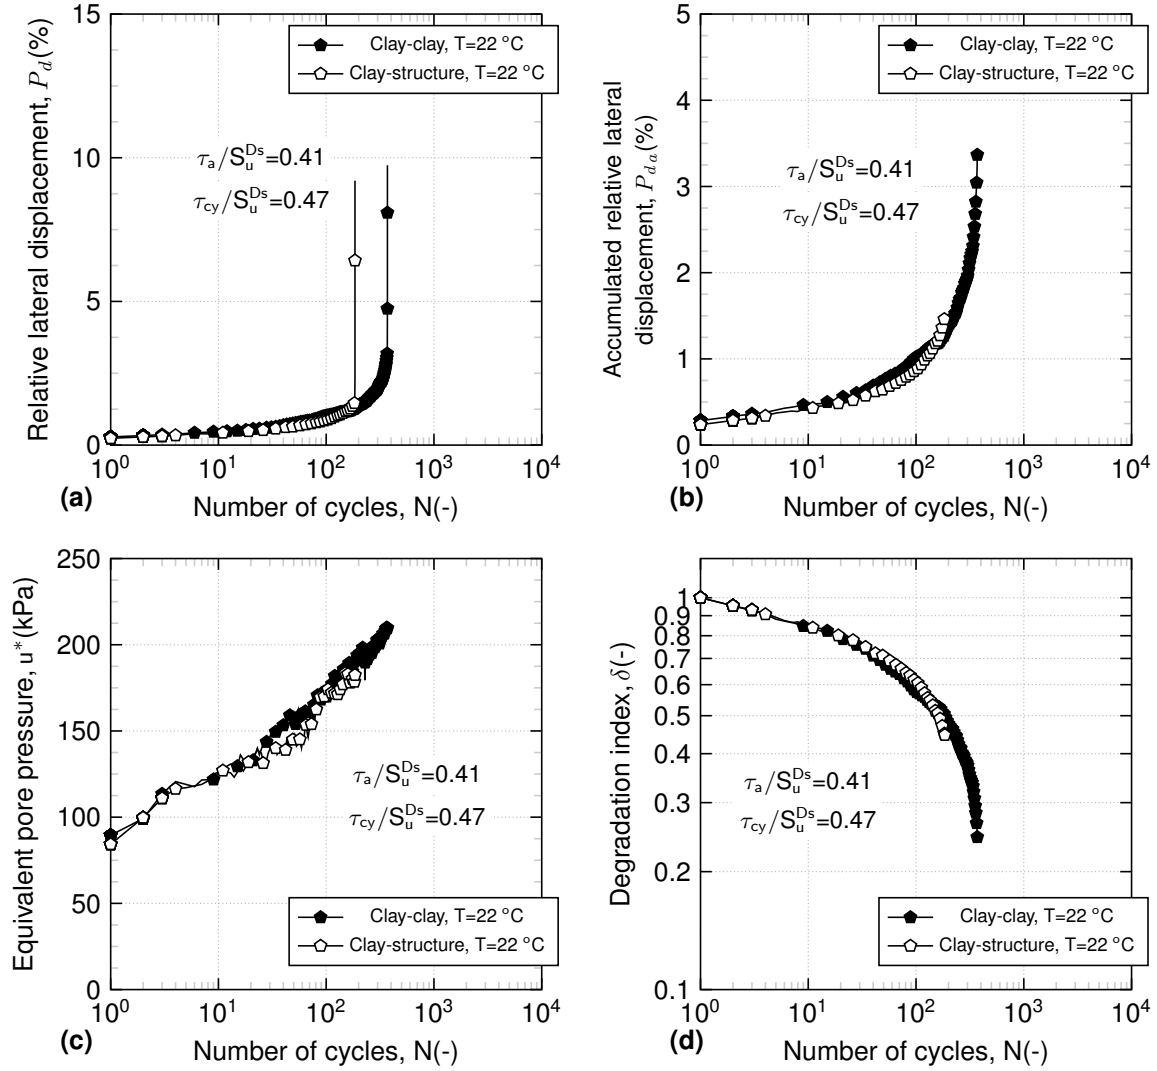 15
10
5
0
Relative lateral displacement, P_d(%)
Clay-clay, T=22 °C
Clay-structure, T=22 °C
τ_a/S_u^Ds=0.41
τ_cy/S_u^Ds=0.47
10^0 10^1 10^2 10^3 10^4
(a)
Number of cycles, N(-)
5
4
3
2
1
0
Accumulated relative lateral
displacement, P_{d_a}(%)
Clay-clay, T=22 °C
Clay-structure, T=22 °C
τ_a/S_u^Ds=0.41
τ_cy/S_u^Ds=0.47
10^0 10^1 10^2 10^3 10^4
(b)
Number of cycles, N(-)
250
200
150
100
50
0
Equivalent pore pressure, u*(kPa)
τ_a/S_u^Ds=0.41
τ_cy/S_u^Ds=0.47
Clay-clay, T=22 °C
Clay-structure, T=22 °C
10^0 10^1 10^2 10^3 10^4
(c)
Number of cycles, N(-)
1
0.9
0.8
0.7
0.6
0.5
0.4
0.3
0.2
0.1
Degradation index, δ(-)
τ_a/S_u^Ds=0.41
τ_cy/S_u^Ds=0.47
Clay-clay, T=22 °C
Clay-structure, T=22 °C
10^0 10^1 10^2 10^3 10^4
(d)
Number of cycles, N(-)